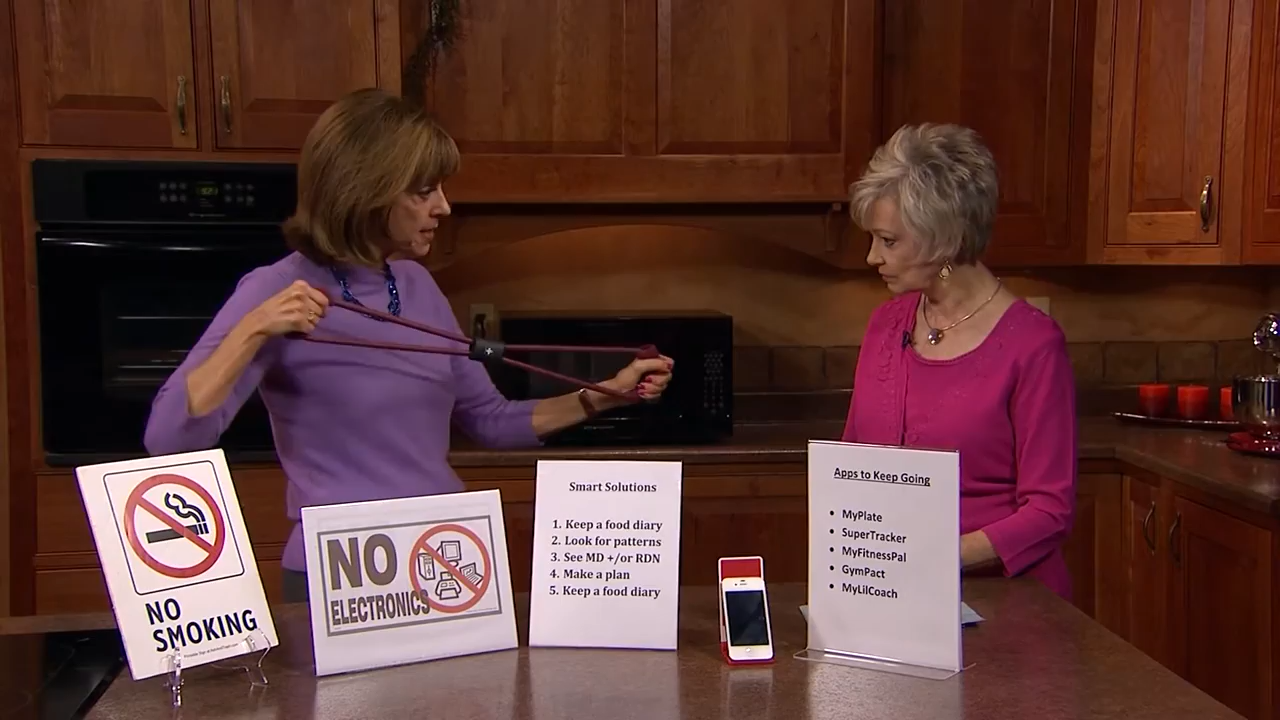 NO
SMOKING
NO
ELECTRONICS
Smart Solutions
1. Keep a food diary
2. Look for patterns
3. See MD +/or RDN
4. Make a plan
5. Keep a food diary
Apps to Keep Going
• MyPlate
• SuperTracker
• MyFitnessPal
• GymPact
• MyLilCoach